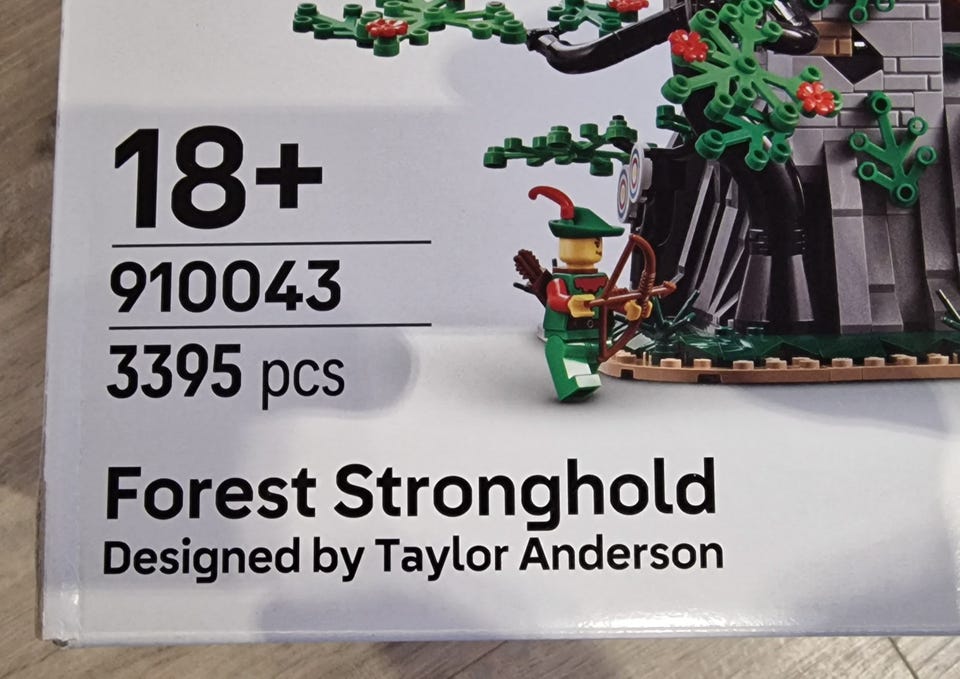 18+
910043
3395 pcs
Forest Stronghold
Designed by Taylor Anderson